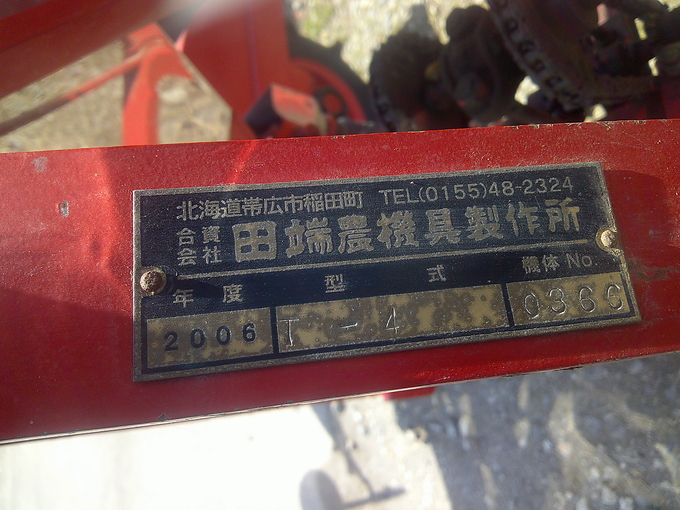 北海道帯広市稲田町 TEL(0155)48-2324
合資会社 田端農機具製作所
年度 型式 機体No.
2006 T-4